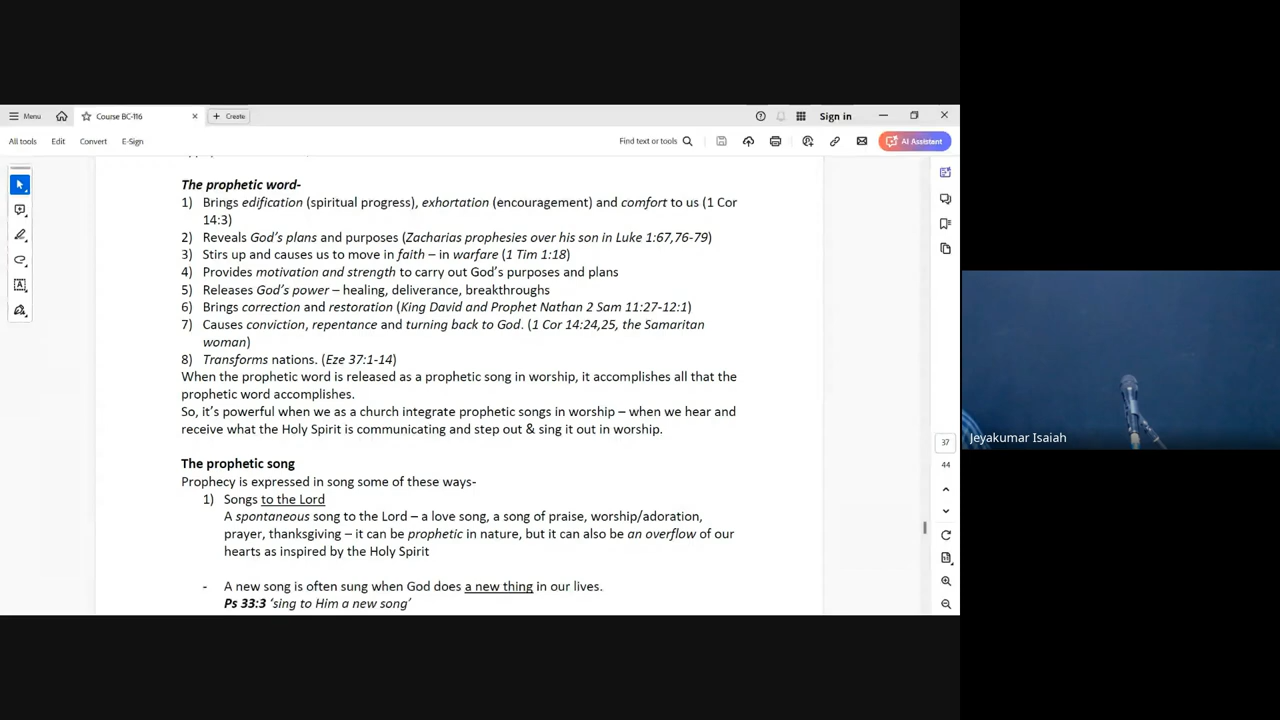 Menu
Course BC-116
Create
Sign in
All tools
Edit
Convert
E-Sign
Find text or tools
AI Assistant
The prophetic word-
1) Brings edification (spiritual progress), exhortation (encouragement) and comfort to us (1 Cor
14:3)
2) Reveals God's plans and purposes (Zacharias prophesies over his son in Luke 1:67,76-79)
3) Stirs up and causes us to move in faith – in warfare (1 Tim 1:18)
4) Provides motivation and strength to carry out God's purposes and plans
5) Releases God's power – healing, deliverance, breakthroughs
6) Brings correction and restoration (King David and Prophet Nathan 2 Sam 11:27-12:1)
7) Causes conviction, repentance and turning back to God. (1 Cor 14:24,25, the Samaritan
woman)
8) Transforms nations. (Eze 37:1-14)
When the prophetic word is released as a prophetic song in worship, it accomplishes all that the
prophetic word accomplishes.
So, it's powerful when we as a church integrate prophetic songs in worship – when we hear and
receive what the Holy Spirit is communicating and step out & sing it out in worship.
The prophetic song
Prophecy is expressed in song some of these ways-
1) Songs to the Lord
A spontaneous song to the Lord – a love song, a song of praise, worship/adoration,
prayer, thanksgiving – it can be prophetic in nature, but it can also be an overflow of our
hearts as inspired by the Holy Spirit
- A new song is often sung when God does a new thing in our lives.
Ps 33:3 'sing to Him a new song'
37
44
Jeyakumar Isaiah